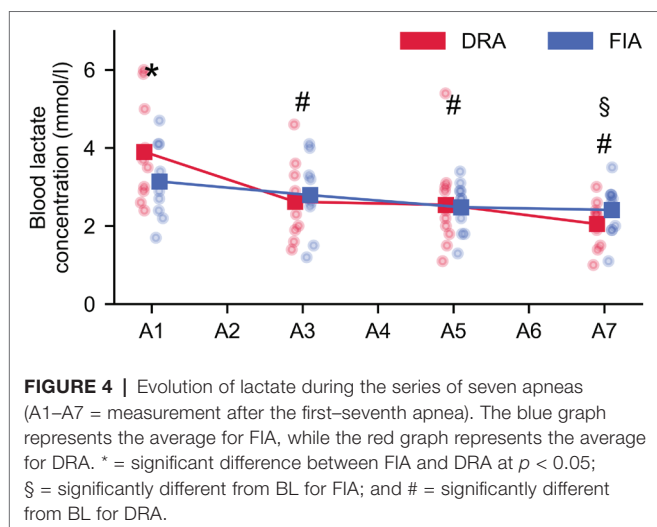 DRA FIA
Blood lactate
concentration (mmol/l)
6
4
2
0
*
#
#
§
#
A1 A2 A3 A4 A5 A6 A7
FIGURE 4 | Evolution of lactate during the series of seven apneas
(A1–A7 = measurement after the first–seventh apnea). The blue graph
represents the average for FIA, while the red graph represents the average
for DRA. * = significant difference between FIA and DRA at p < 0.05;
§ = significantly different from BL for FIA; and # = significantly different
from BL for DRA.